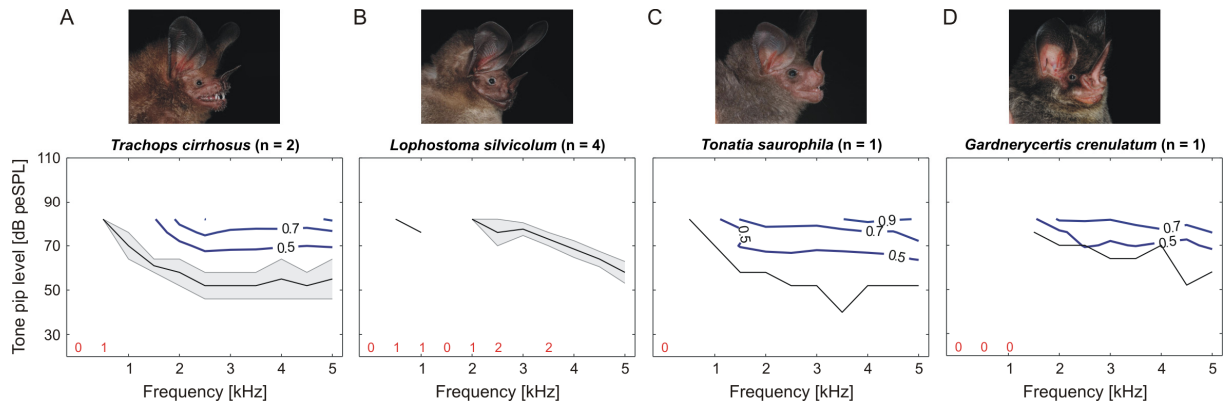 A
B
C
D
Trachops cirrhosus (n = 2)
Lophostoma silvicolum (n = 4)
Tonatia saurophila (n = 1)
Gardnerycertis crenulatum (n = 1)
Tone pip level [dB peSPL]
110
90
70
50
30
0.7
0.5
0 1
1 2 3 4 5
Frequency [kHz]
0 1 1 0 1 2 2
1 2 3 4 5
Frequency [kHz]
0.9
0.7
0.5
0.5
0
1 2 3 4 5
Frequency [kHz]
0.7
0.5
0 0 0
1 2 3 4 5
Frequency [kHz]